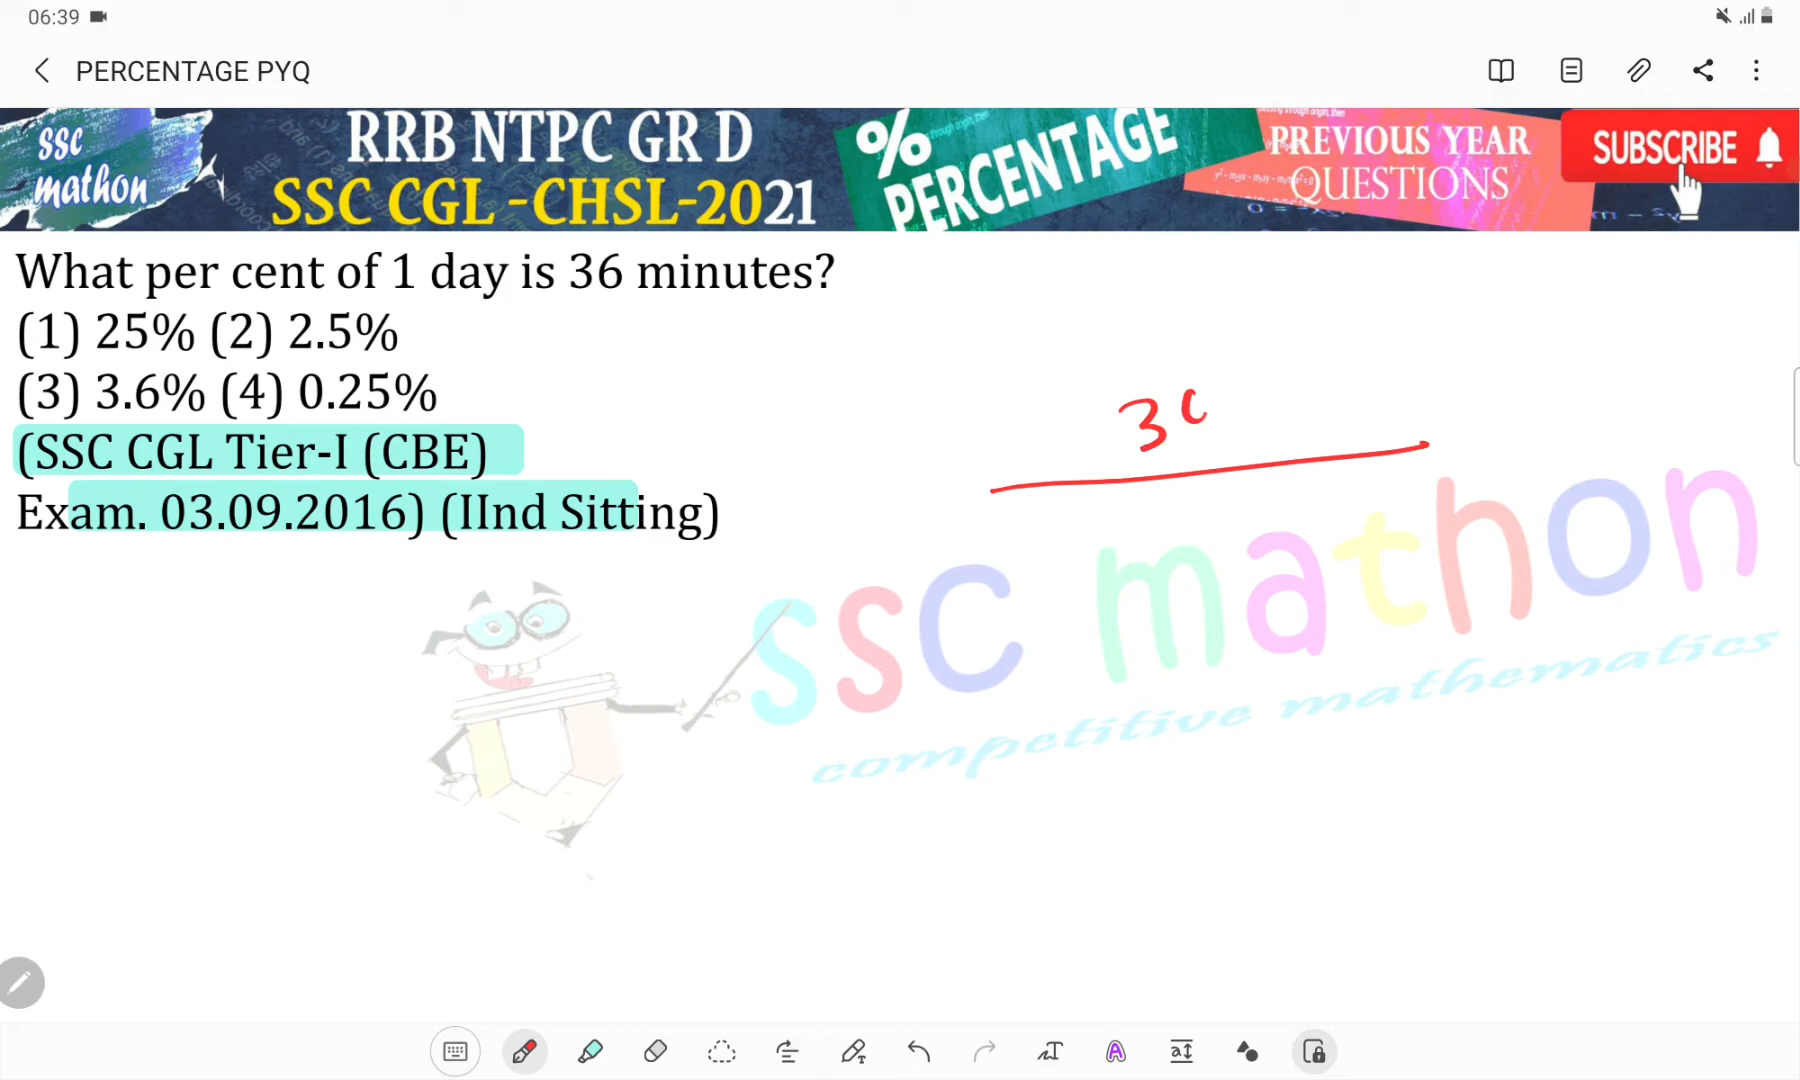 06:39
PERCENTAGE PYQ
SSC
mathon
RRB NTPC GR D
SSC CGL -CHSL-2021
% PERCENTAGE
PREVIOUS YEAR
QUESTIONS
SUBSCRIBE
What per cent of 1 day is 36 minutes?
(1) 25% (2) 2.5%
(3) 3.6% (4) 0.25%
(SSC CGL Tier-I (CBE)
Exam. 03.09.2016) (IInd Sitting)
3
SSC mathon
competitive mathematics